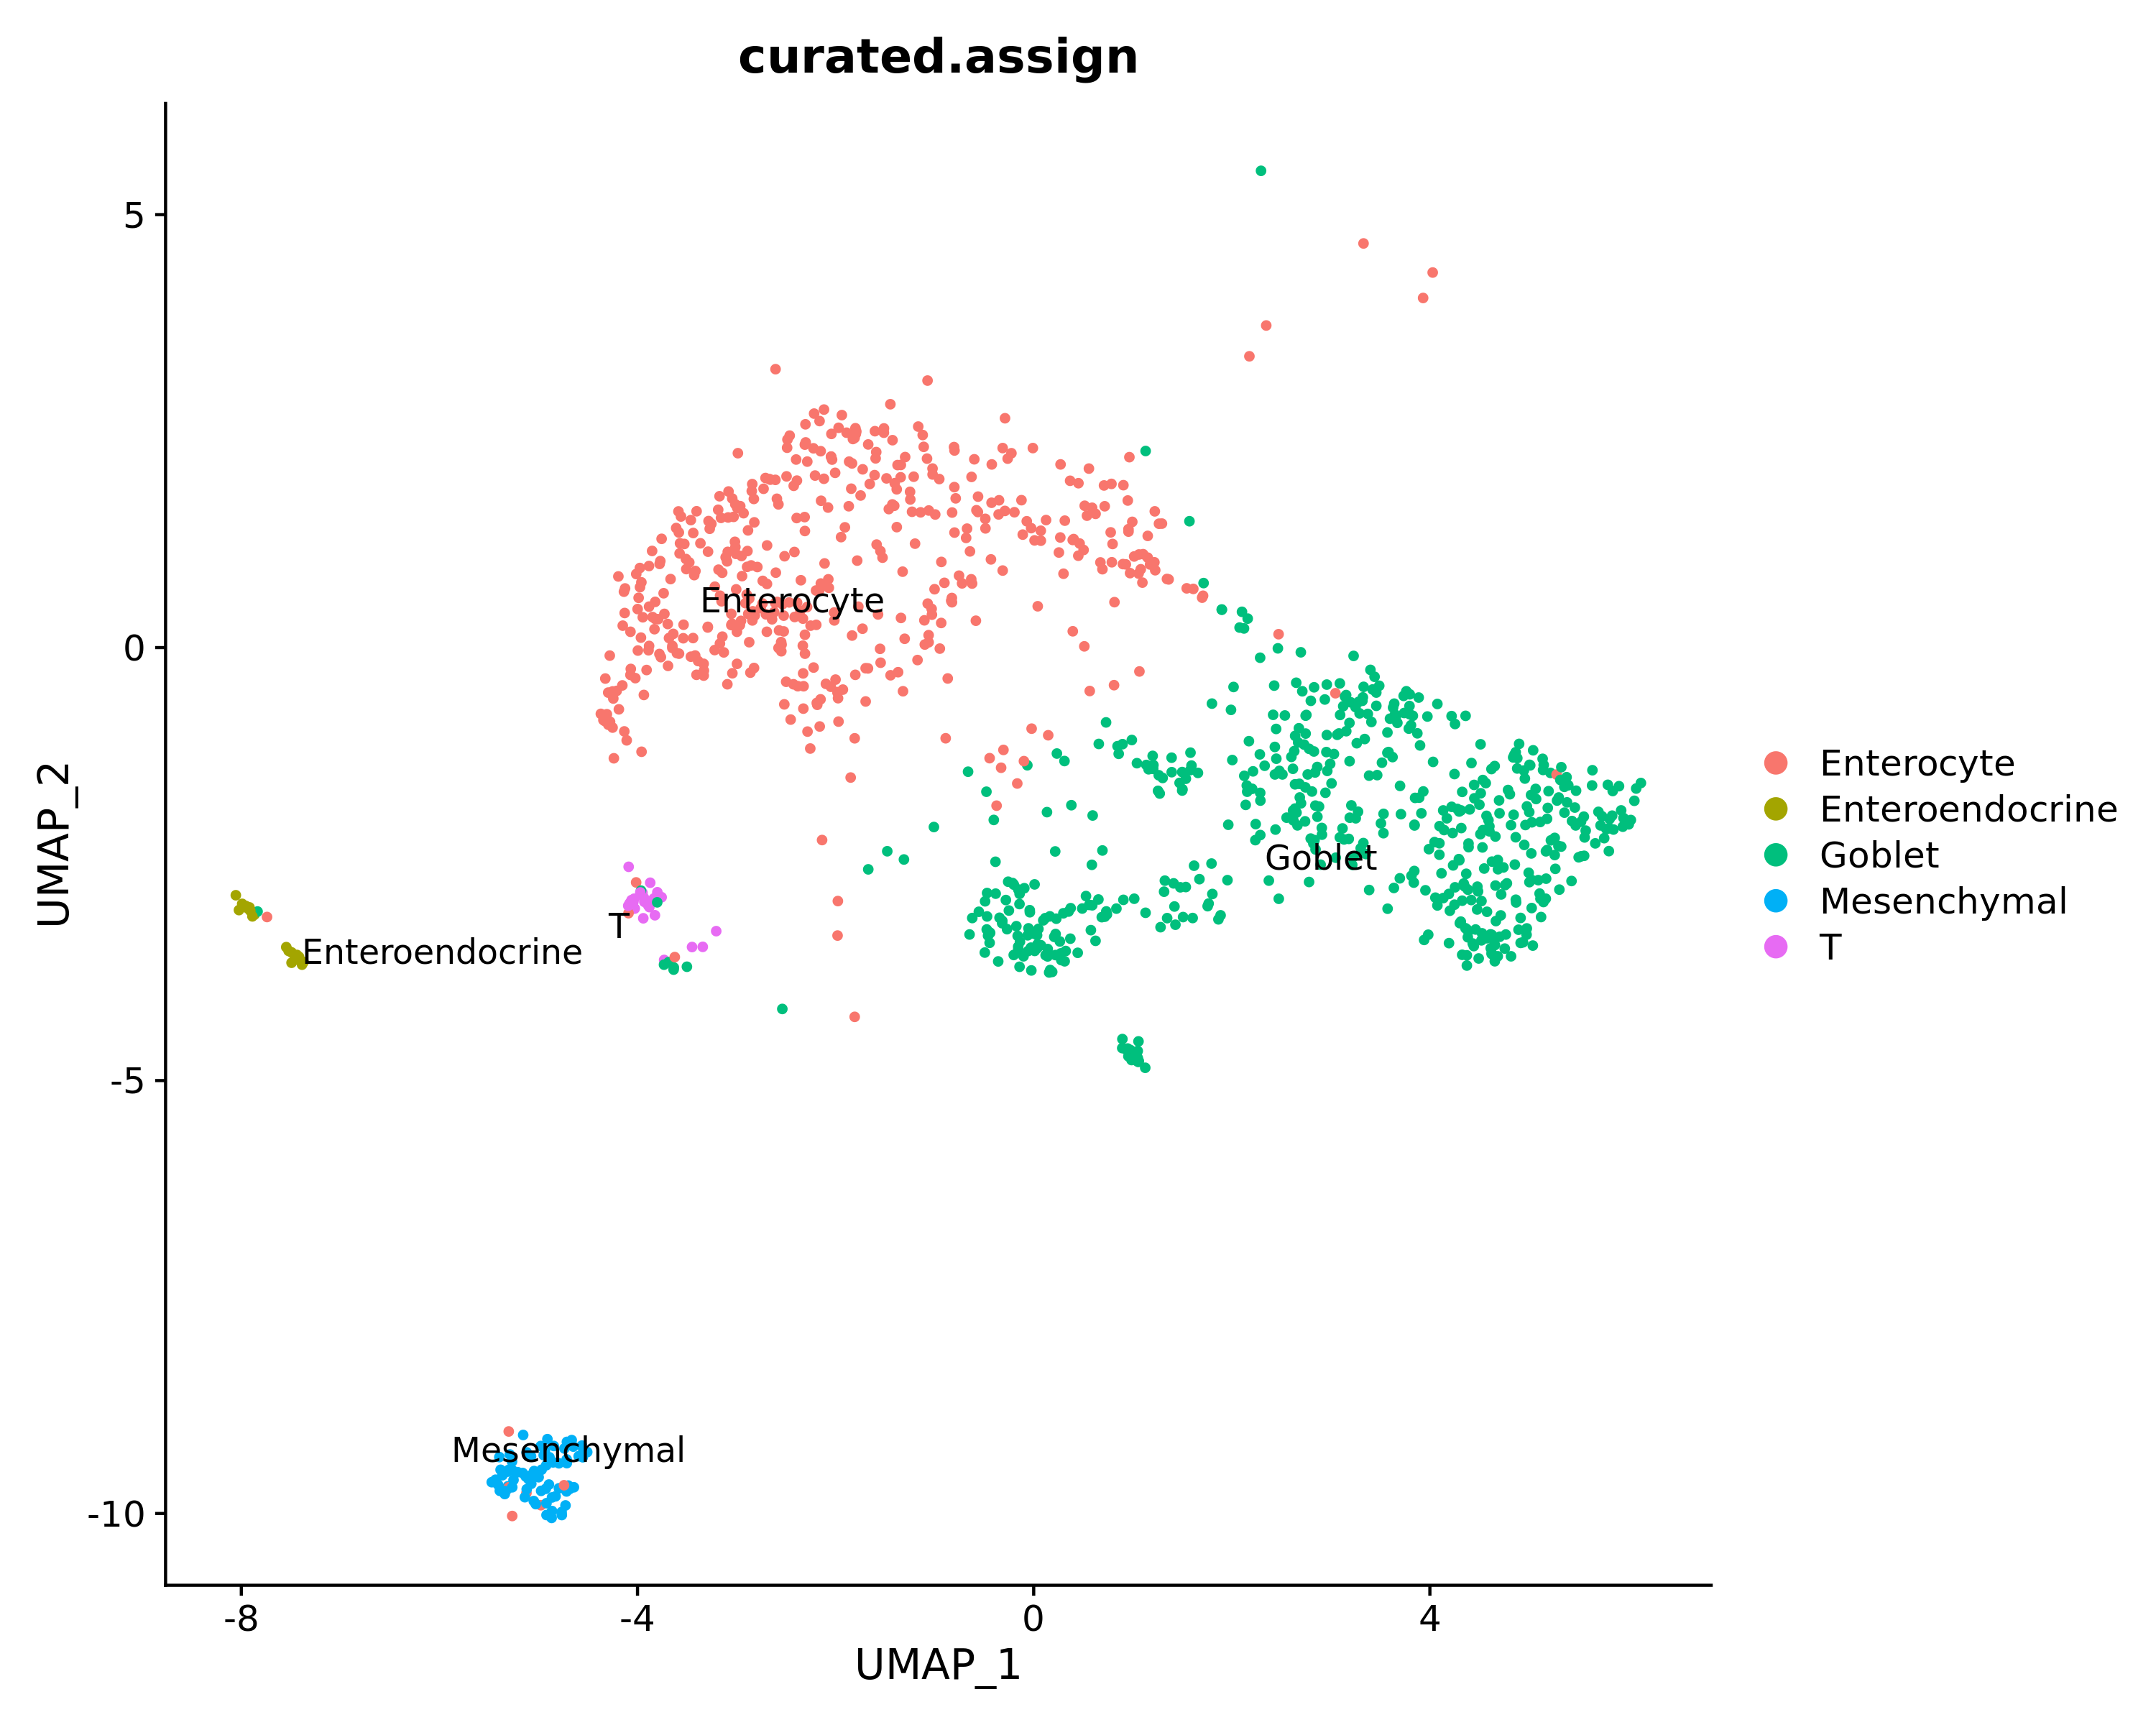 curated.assign
UMAP_2
5
0
-5
-10
-8
-4
0
4
UMAP_1
Enterocyte
Goblet
T
Enteroendocrine
Mesenchymal
Enterocyte
Enteroendocrine
Goblet
Mesenchymal
T